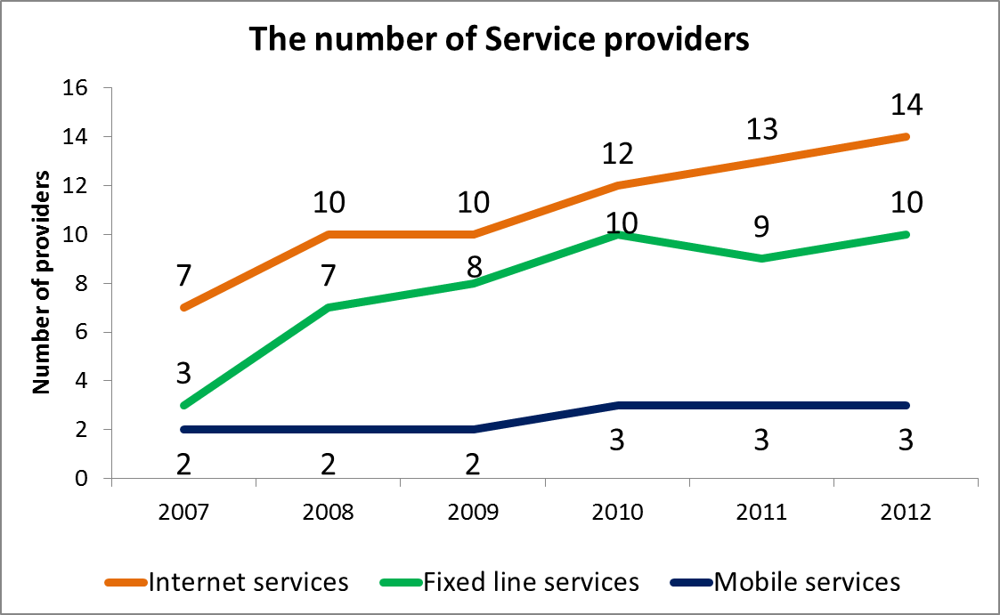 The number of Service providers
16
14
12
10
8
6
4
2
0
Number of providers
7 10 10 12 13 14
3 7 8 10 9 10
2 2 2 3 3 3
2007 2008 2009 2010 2011 2012
Internet services Fixed line services Mobile services